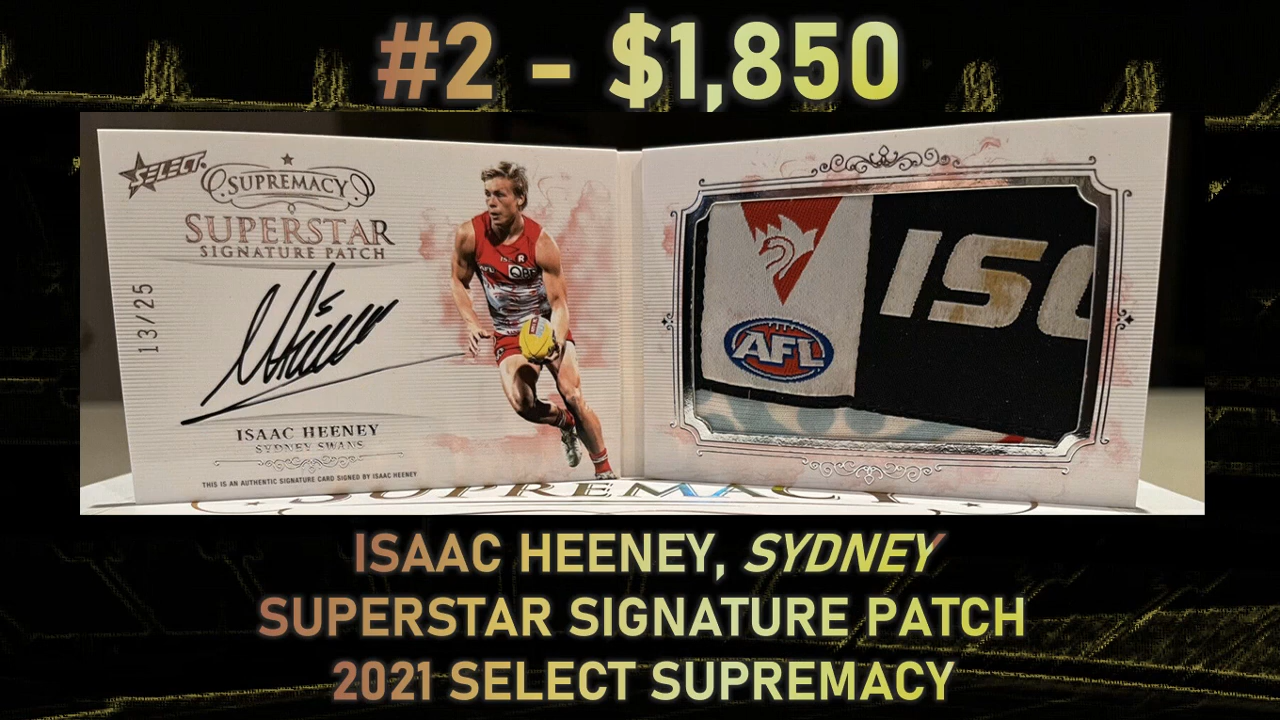 #2 - $1,850
SELECT
SUPREMACY
SUPERSTAR
SIGNATURE PATCH
13/25
ISAAC HEENEY
SYDNEY SWANS
THIS IS AN AUTHENTIC SIGNATURE CARD SIGNED BY ISAAC HEENEY
QBE
AFL
ISC
SUPREMACY
ISAAC HEENEY, SYDNEY
SUPERSTAR SIGNATURE PATCH
2021 SELECT SUPREMACY